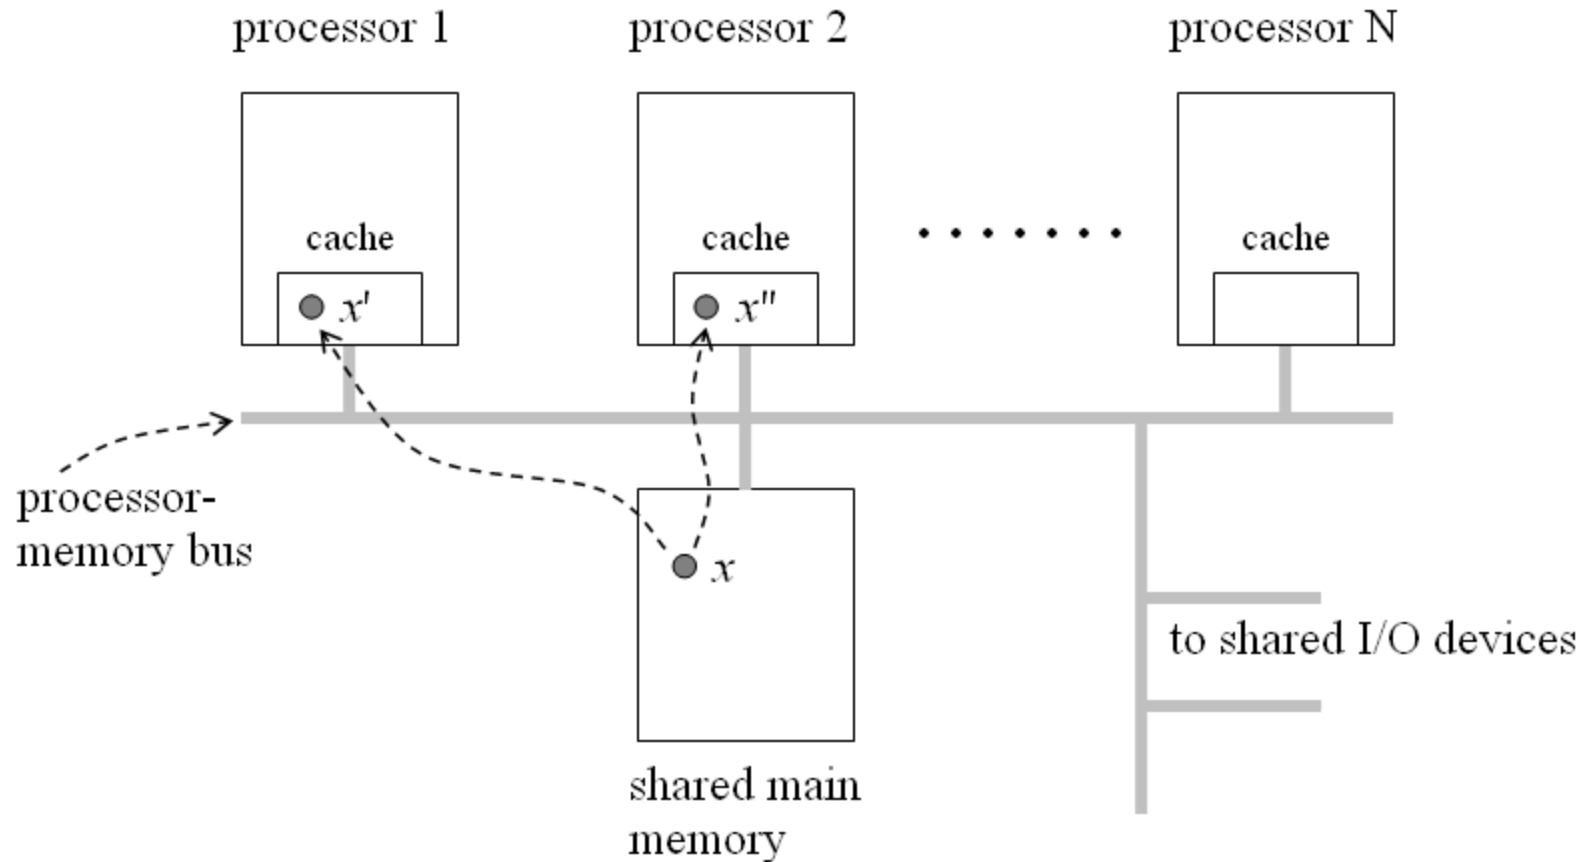 processor 1
processor 2
processor N
cache
cache
cache
x'
x"
processor-
memory bus
x
to shared I/O devices
shared main
memory